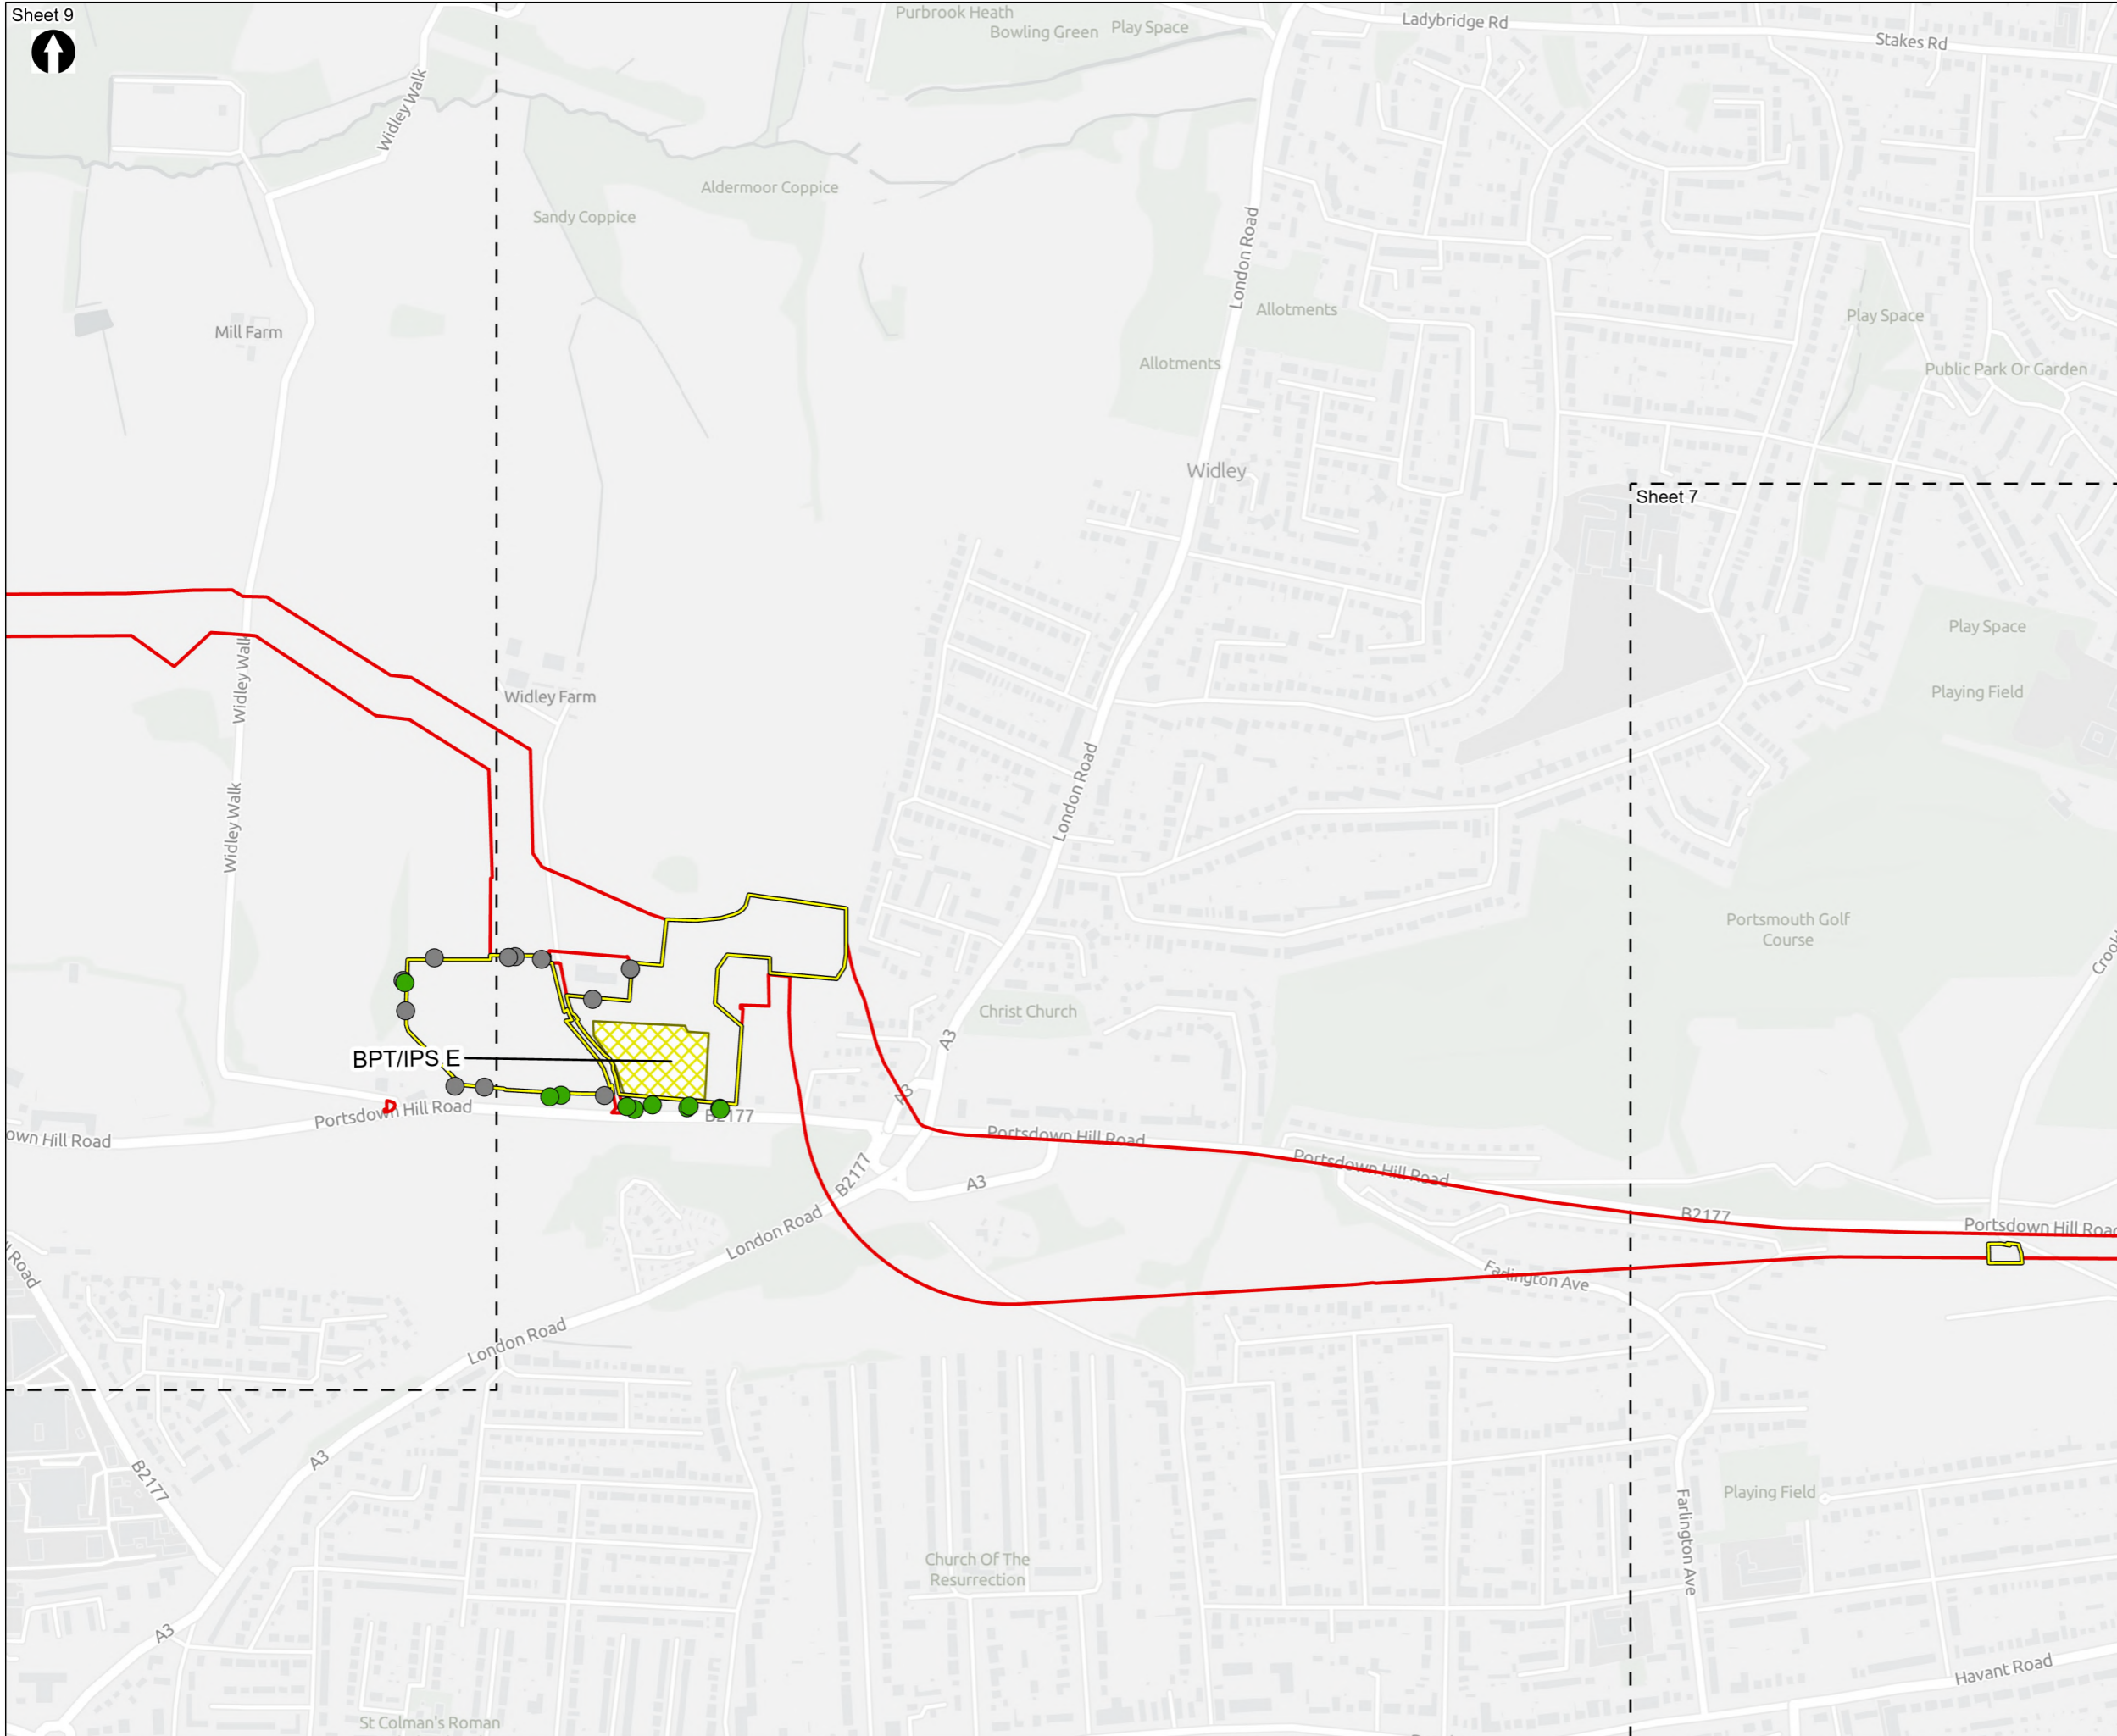 Sheet 9
Purbrook Heath
Bowling Green
Play Space
Ladybridge Rd
Stakes Rd
Widley Walk
Aldermoor Coppice
Sandy Coppice
London Road
Allotments
Mill Farm
Allotments
Play Space
Public Park Or Garden
Widley
Sheet 7
Play Space
Widley Walk
Widley Farm
Playing Field
London Road
Widley Walk
Portsmouth Golf
Course
Christ Church
A3
BPT/IPS E
A3
Portsdown Hill Road
B2177
own Hill Road
Portsdown Hill Road
Portsdown Hill Road
B2177
A3
B2177
Portsdown Hill Road
London Road
Farlington Ave
ll Road
London Road
A3
B2177
Playing Field
Farlington Ave
Church Of The
Resurrection
A3
Havant Road
St Colman's Roman